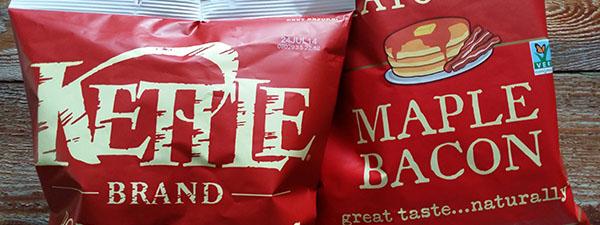 24JUL14
KETTLE
BRAND
MAPLE
BACON
great taste...naturally